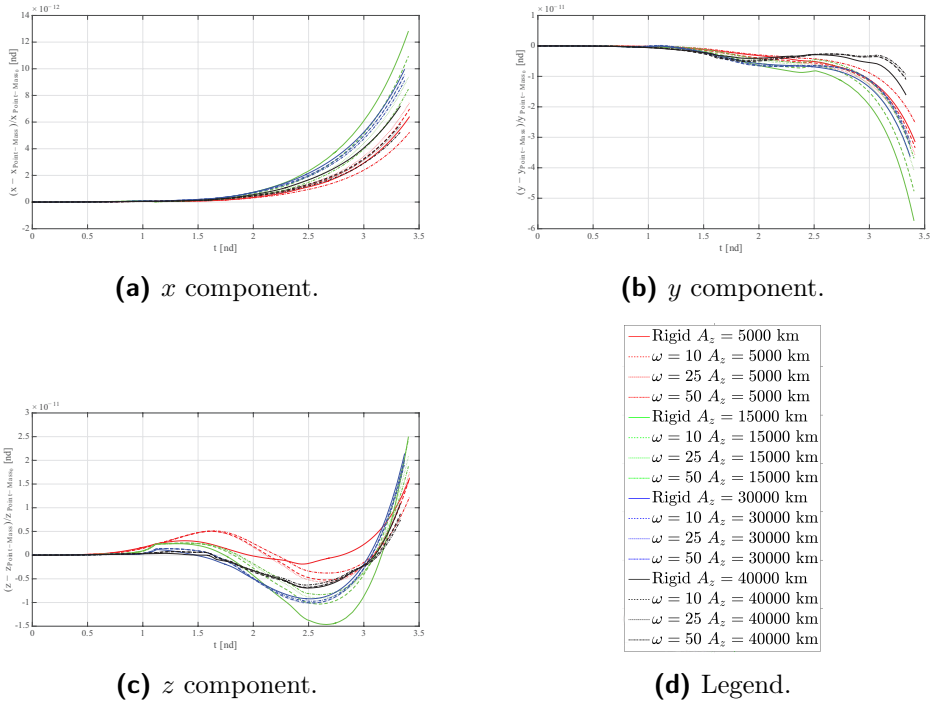 × 10⁻¹²
14
12
10
8
6
4
2
0
-2
(x − x_Point−Mass)/x_Point−Mass₀ [nd]
0 0.5 1 1.5 2 2.5 3 3.5
t [nd]
(a) x component.
× 10⁻¹¹
1
0
-1
-2
-3
-4
-5
-6
(y − y_Point−Mass)/y_Point−Mass₀ [nd]
0 0.5 1 1.5 2 2.5 3 3.5
t [nd]
(b) y component.
× 10⁻¹¹
3
2.5
2
1.5
1
0.5
0
-0.5
-1
-1.5
(z − z_Point−Mass)/z_Point−Mass₀ [nd]
0 0.5 1 1.5 2 2.5 3 3.5
t [nd]
(c) z component.
Rigid A_z = 5000 km
ω = 10 A_z = 5000 km
ω = 25 A_z = 5000 km
ω = 50 A_z = 5000 km
Rigid A_z = 15000 km
ω = 10 A_z = 15000 km
ω = 25 A_z = 15000 km
ω = 50 A_z = 15000 km
Rigid A_z = 30000 km
ω = 10 A_z = 30000 km
ω = 25 A_z = 30000 km
ω = 50 A_z = 30000 km
Rigid A_z = 40000 km
ω = 10 A_z = 40000 km
ω = 25 A_z = 40000 km
ω = 50 A_z = 40000 km
(d) Legend.